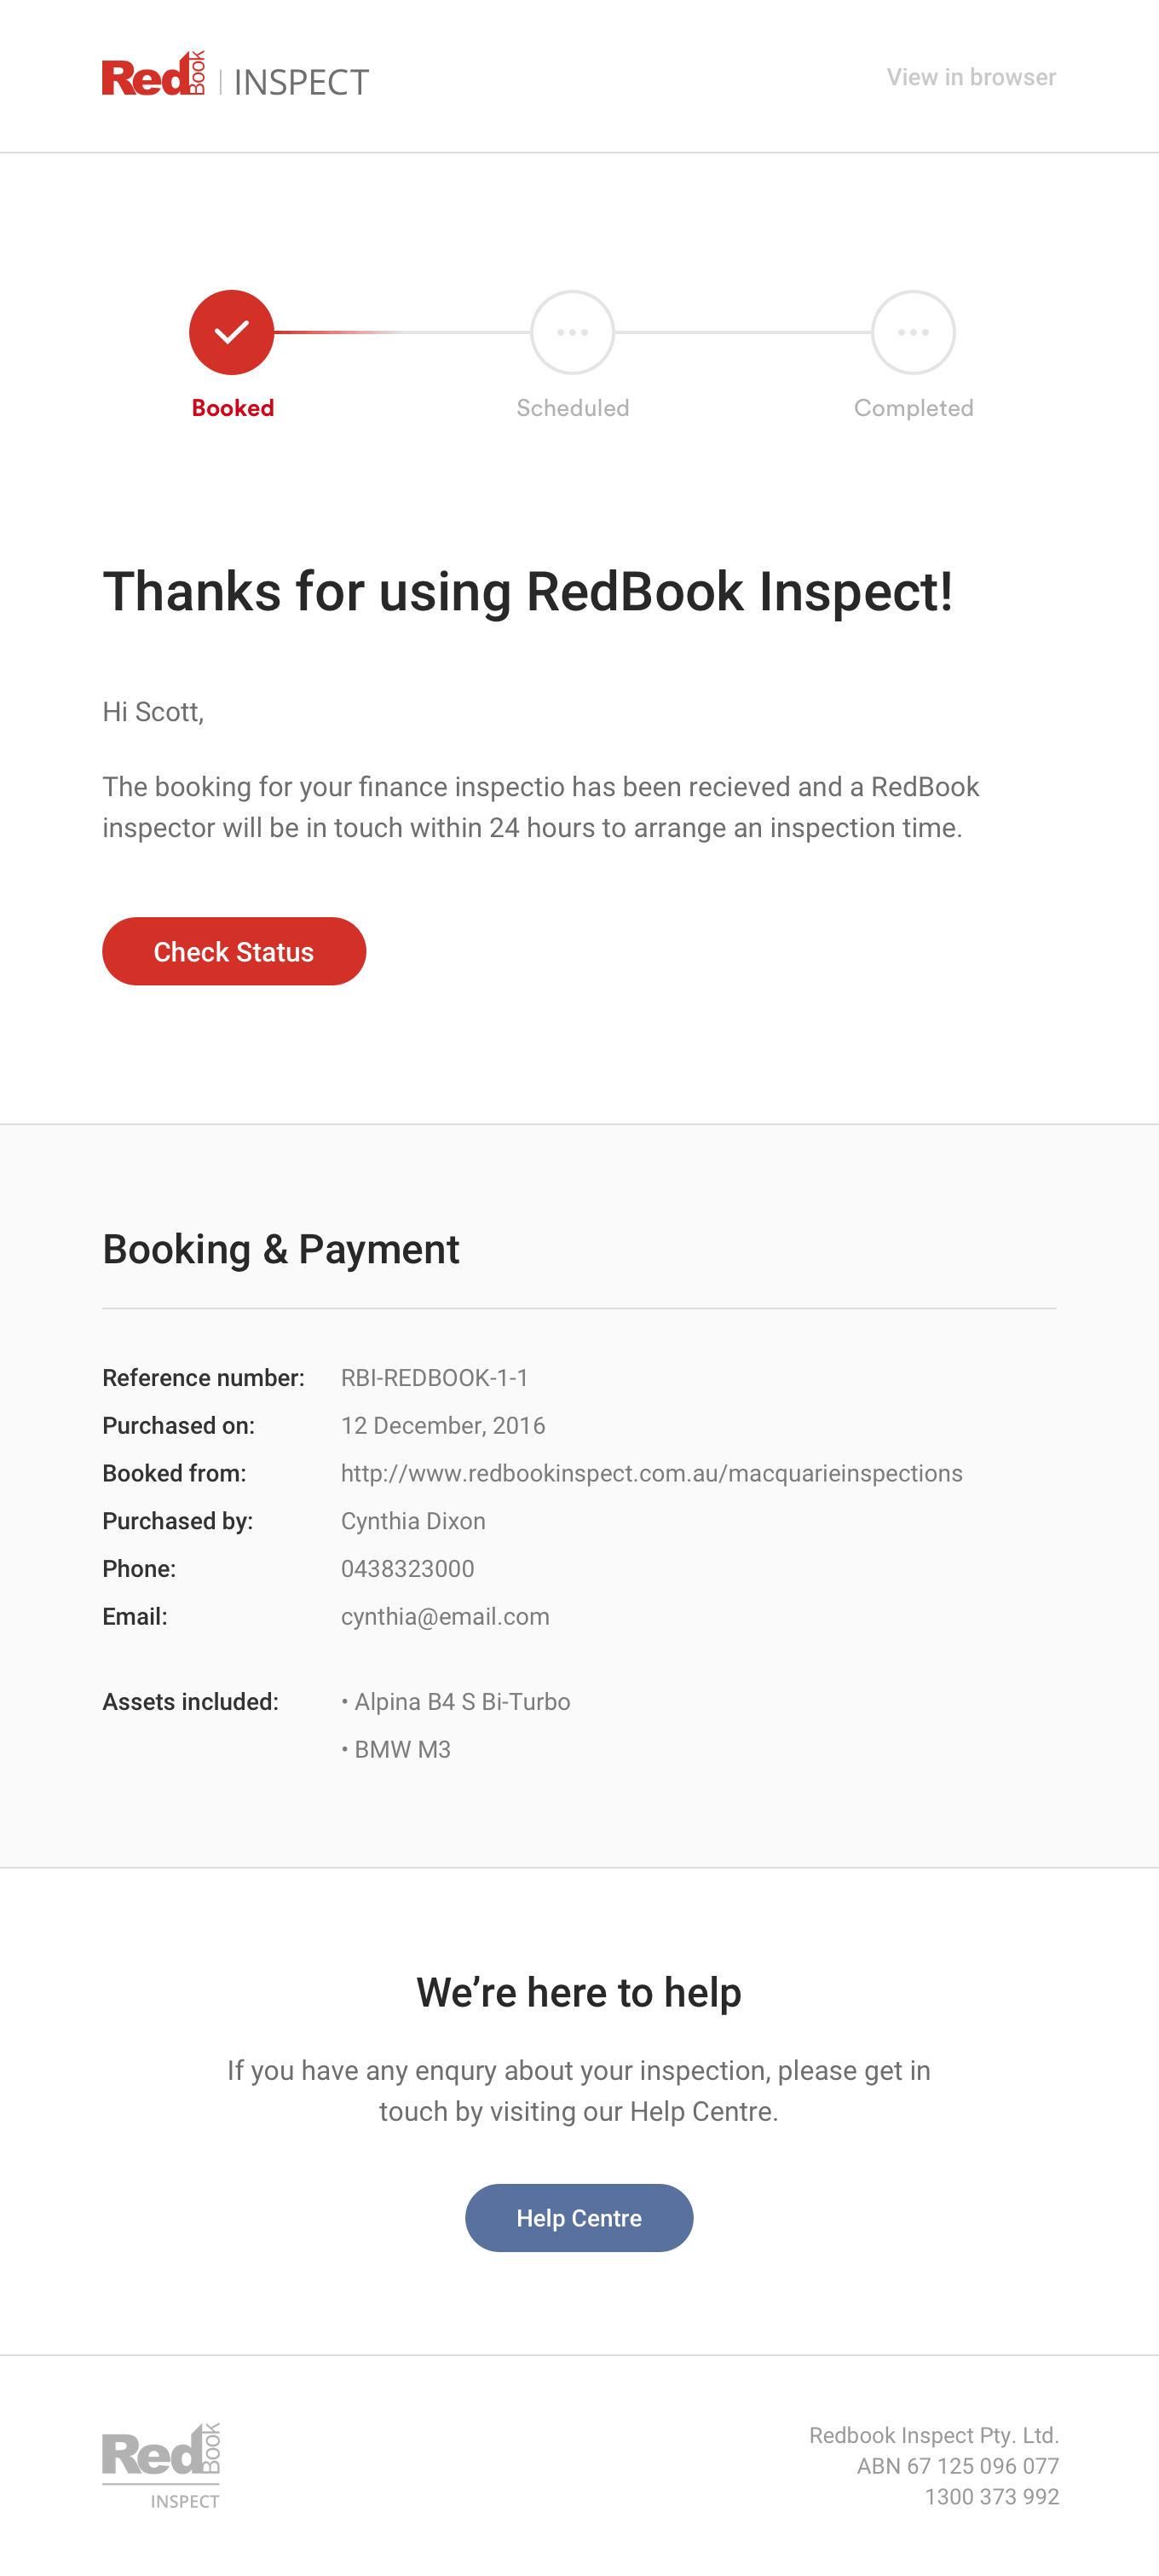 RedBook | INSPECT
View in browser
Booked
Scheduled
Completed
Thanks for using RedBook Inspect!
Hi Scott,
The booking for your finance inspectio has been recieved and a RedBook
inspector will be in touch within 24 hours to arrange an inspection time.
Check Status
Booking & Payment
Reference number: RBI-REDBOOK-1-1
Purchased on: 12 December, 2016
Booked from: http://www.redbookinspect.com.au/macquarieinspections
Purchased by: Cynthia Dixon
Phone: 0438323000
Email: cynthia@email.com
Assets included: • Alpina B4 S Bi-Turbo
• BMW M3
We’re here to help
If you have any enqury about your inspection, please get in
touch by visiting our Help Centre.
Help Centre
RedBook
INSPECT
Redbook Inspect Pty. Ltd.
ABN 67 125 096 077
1300 373 992